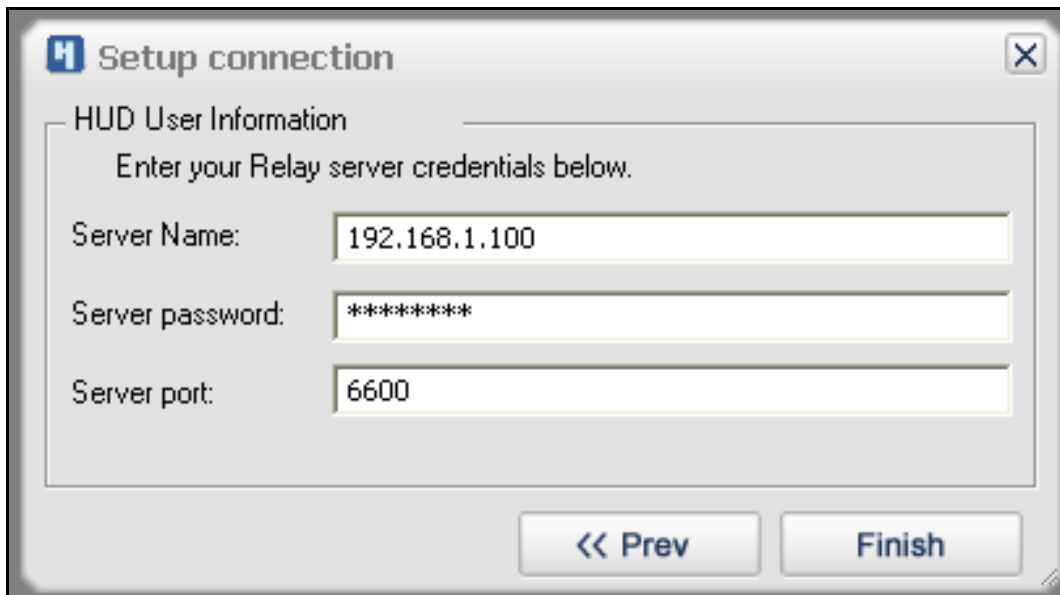 Setup connection
HUD User Information
Enter your Relay server credentials below.
Server Name: 192.168.1.100
Server password: ********
Server port: 6600
<< Prev Finish